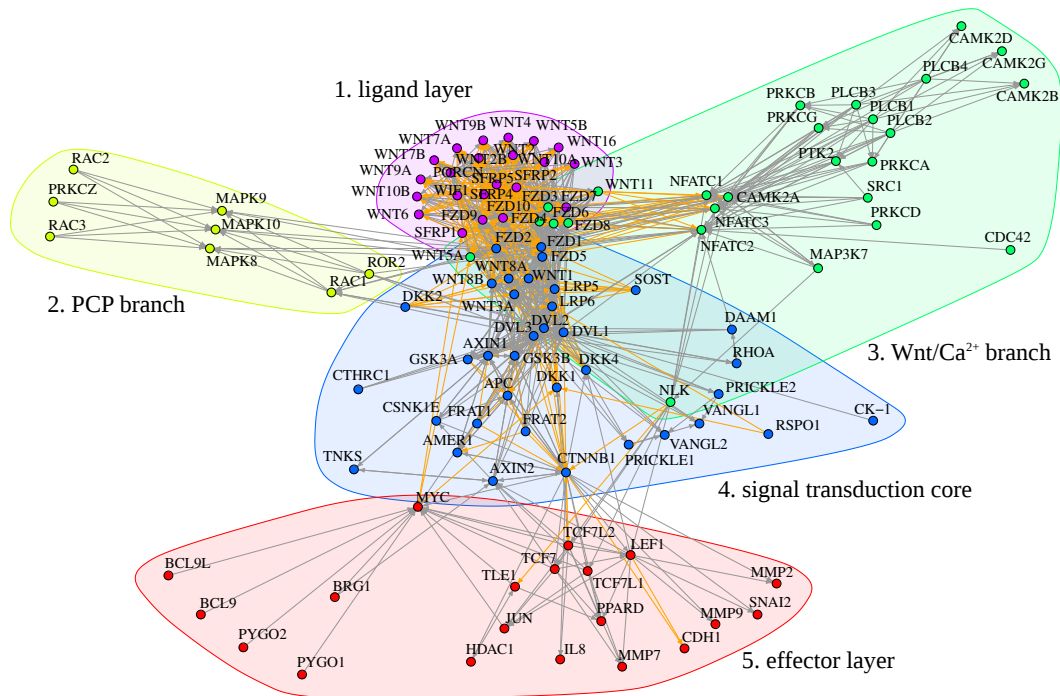 CAMK2D
CAMK2G
PLCB4
CAMK2B
PRKCB
PLCB3
PLCB1
PRKCG
PLCB2
PTK2
PRKCA
1. ligand layer
WNT9B
WNT4
WNT5B
WNT7A
WNT16
WNT7B
WNT2B
WNT10A
WNT3
WNT9A
PORCN
SFRP5
SFRP2
WNT10B
WIF1
SFRP4
WNT11
NFATC1
CAMK2A
SRC1
FZD3
FZD7
FZD10
WNT6
FZD9
FZD4
FZD6
FZD8
NFATC3
PRKCD
SFRP1
FZD2
FZD1
NFATC2
CDC42
WNT5A
FZD5
MAP3K7
RAC2
PRKCZ
MAPK9
RAC3
MAPK10
MAPK8
ROR2
RAC1
2. PCP branch
WNT8A
WNT8B
WNT1
LRP5
SOST
DKK2
WNT3A
LRP6
DVL2
DVL3
DVL1
DAAM1
3. Wnt/Ca²⁺ branch
AXIN1
GSK3A
GSK3B
DKK4
RHOA
CTHRC1
APC
DKK1
NLK
PRICKLE2
CSNK1E
FRAT1
FRAT2
VANGL1
CK-1
AMER1
RSPO1
VANGL2
TNKS
CTNNB1
PRICKLE1
AXIN2
4. signal transduction core
MYC
TCF7L2
LEF1
TCF7
BCL9L
BRG1
TLE1
TCF7L1
MMP2
BCL9
PPARD
SNAI2
JUN
MMP9
PYGO2
CDH1
HDAC1
IL8
PYGO1
MMP7
5. effector layer